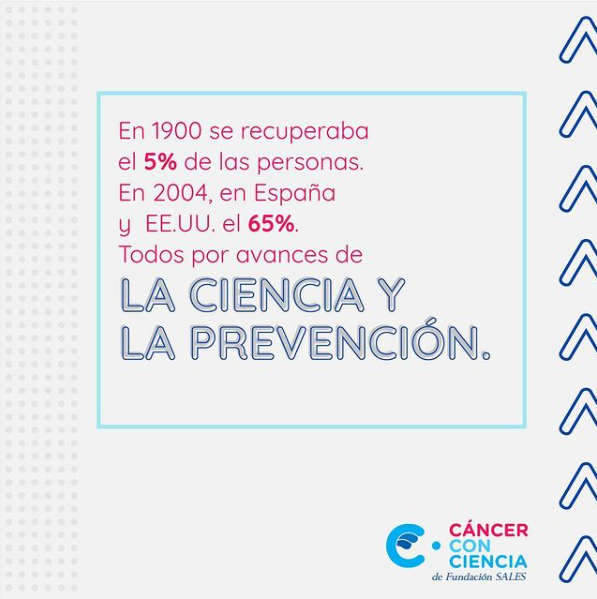 En 1900 se recuperaba
el 5% de las personas.
En 2004, en España
y EE.UU. el 65%.
Todos por avances de
LA CIENCIA Y
LA PREVENCIÓN.
CÁNCER
CON
CIENCIA
de Fundación SALES